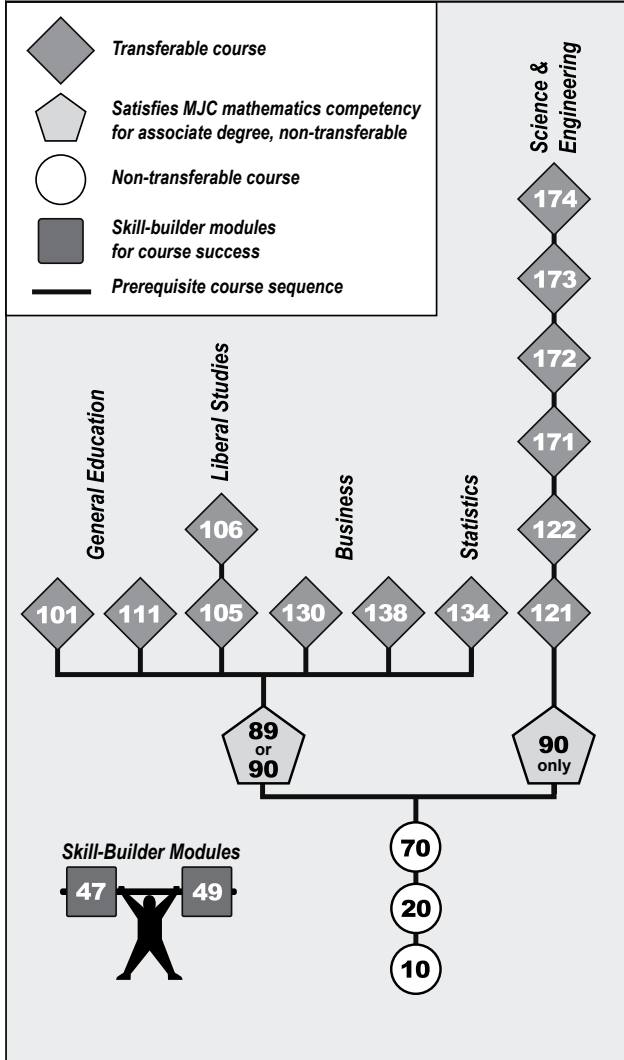 Transferable course
Satisfies MJC mathematics competency
for associate degree, non-transferable
Non-transferable course
Skill-builder modules
for course success
Prerequisite course sequence
Science &
Engineering
174
173
172
171
122
121
General Education
Liberal Studies
Business
Statistics
106
101
111
105
130
138
134
89
or
90
90
only
70
20
10
Skill-Builder Modules
47
49